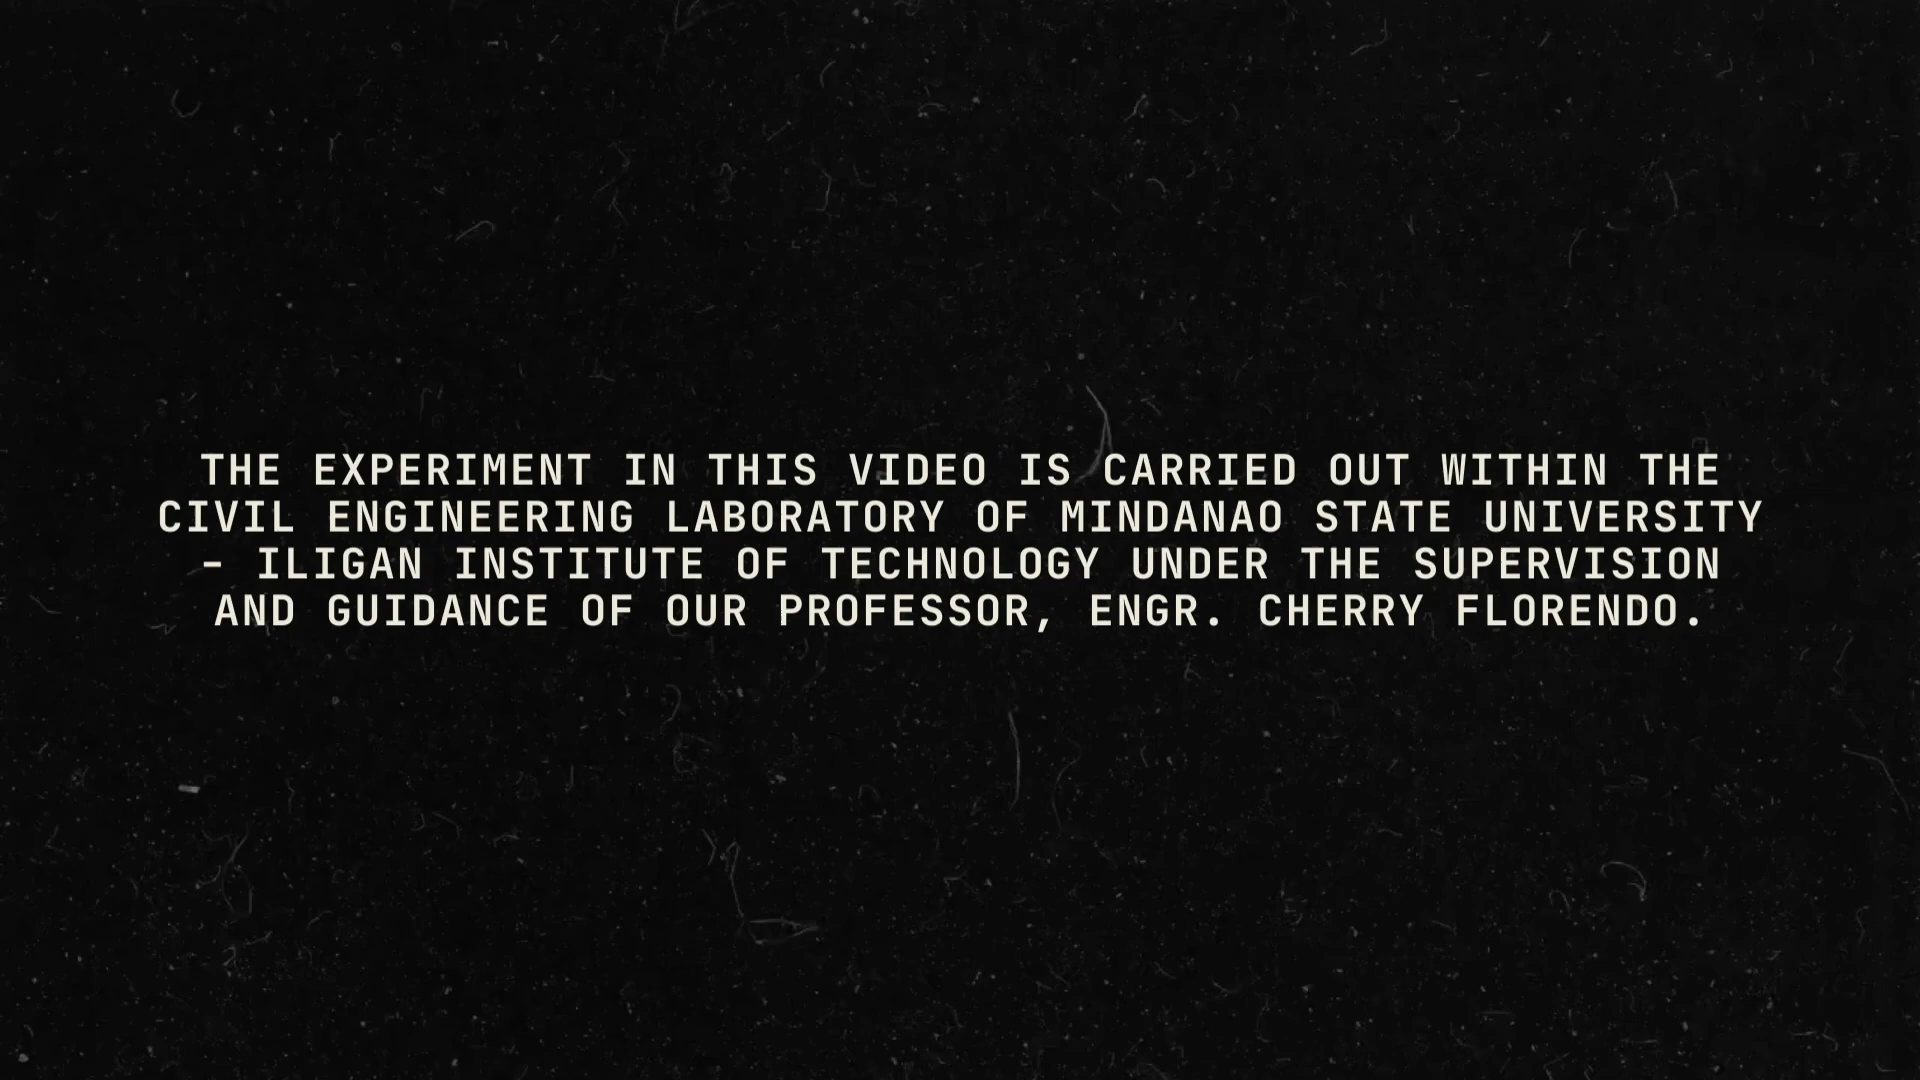 THE EXPERIMENT IN THIS VIDEO IS CARRIED OUT WITHIN THE
CIVIL ENGINEERING LABORATORY OF MINDANAO STATE UNIVERSITY
- ILIGAN INSTITUTE OF TECHNOLOGY UNDER THE SUPERVISION
AND GUIDANCE OF OUR PROFESSOR, ENGR. CHERRY FLORENDO.